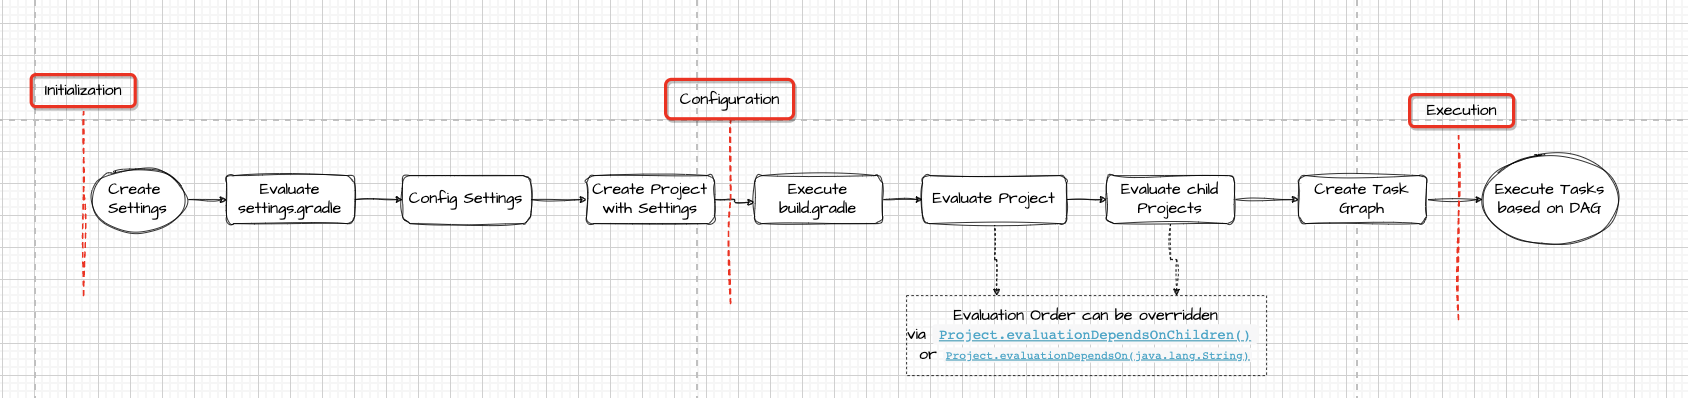 Initialization
Configuration
Execution
Create
Settings
Evaluate
settings.gradle
Config Settings
Create Project
with Settings
Execute
build.gradle
Evaluate Project
Evaluate child
Projects
Create Task
Graph
Execute Tasks
based on DAG
Evaluation Order can be overridden
via Project.evaluationDependsOnChildren()
or Project.evaluationDependsOn(java.lang.String)